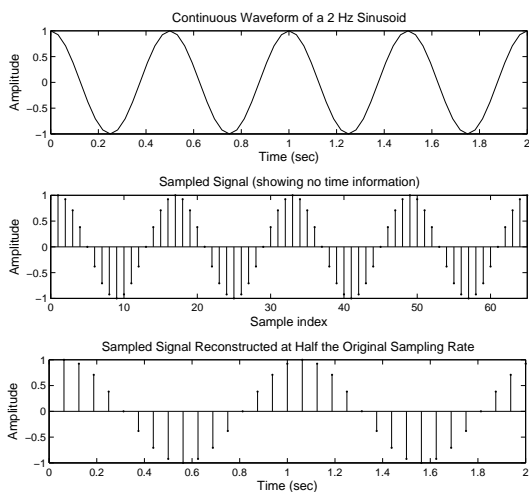 Continuous Waveform of a 2 Hz Sinusoid
Amplitude
1
0.5
0
−0.5
−1
0 0.2 0.4 0.6 0.8 1 1.2 1.4 1.6 1.8 2
Time (sec)
Sampled Signal (showing no time information)
Amplitude
1
0.5
0
−0.5
−1
0 10 20 30 40 50 60
Sample index
Sampled Signal Reconstructed at Half the Original Sampling Rate
Amplitude
1
0.5
0
−0.5
−1
0 0.2 0.4 0.6 0.8 1 1.2 1.4 1.6 1.8 2
Time (sec)